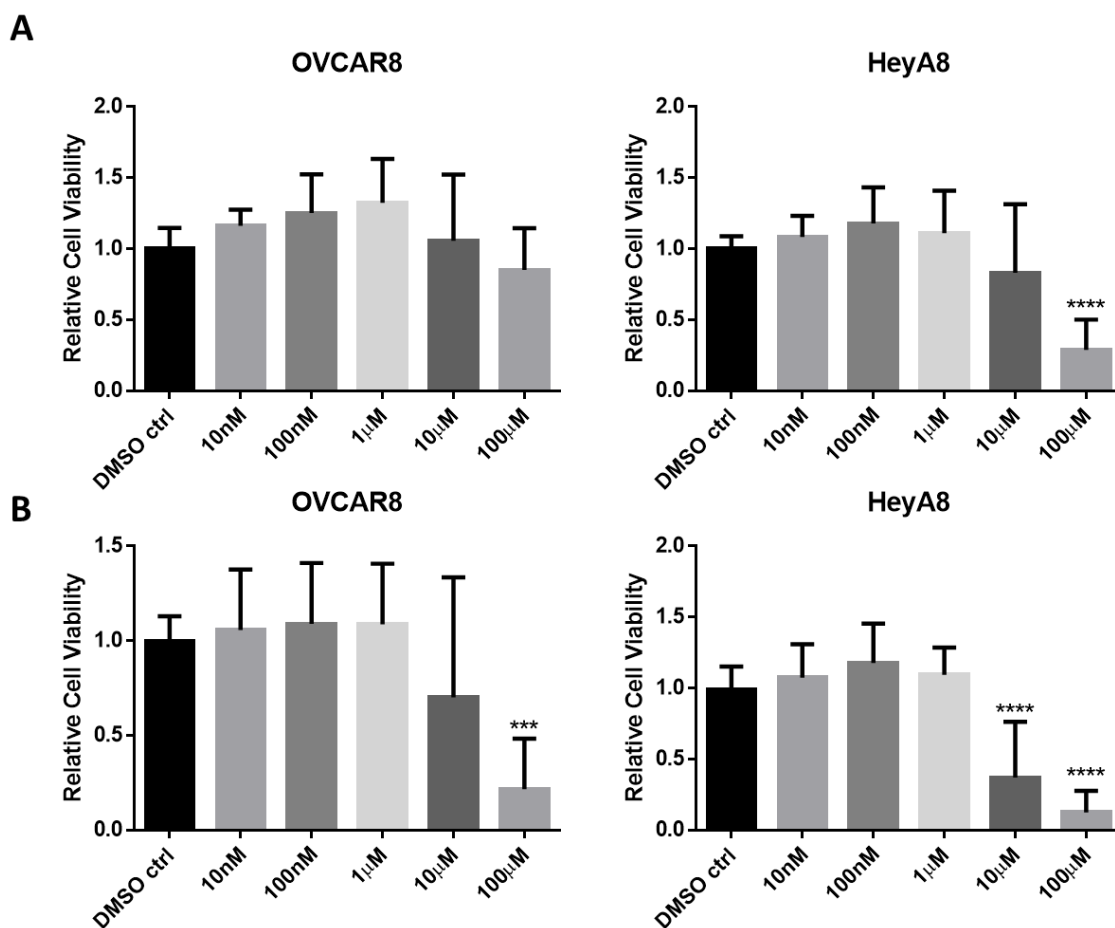 A
OVCAR8
HeyA8
Relative Cell Viability
2.0
1.5
1.0
0.5
0.0
DMSO ctrl
10nM
100nM
1μM
10μM
100μM
Relative Cell Viability
2.0
1.5
1.0
0.5
0.0
****
DMSO ctrl
10nM
100nM
1μM
10μM
100μM
B
OVCAR8
HeyA8
Relative Cell Viability
1.5
1.0
0.5
0.0
***
DMSO ctrl
10nM
100nM
1μM
10μM
100μM
Relative Cell Viability
2.0
1.5
1.0
0.5
0.0
****
****
DMSO ctrl
10nM
100nM
1μM
10μM
100μM